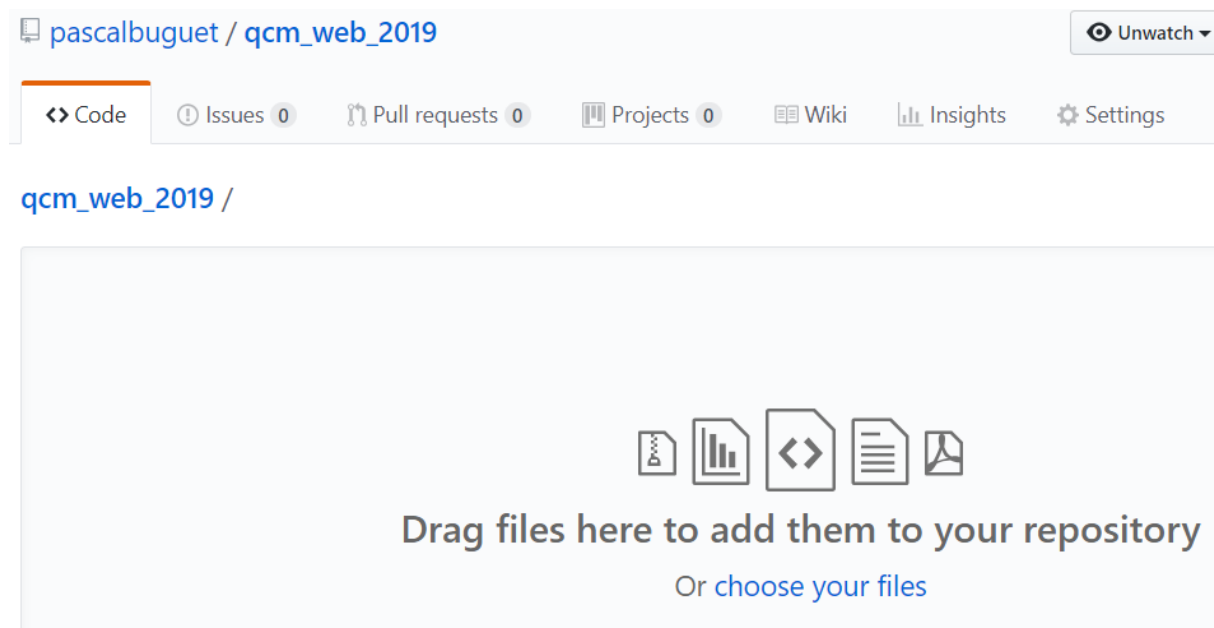 pascalbuguet / qcm_web_2019 Unwatch
Code Issues 0 Pull requests 0 Projects 0 Wiki Insights Settings
qcm_web_2019 /
Drag files here to add them to your repository
Or choose your files